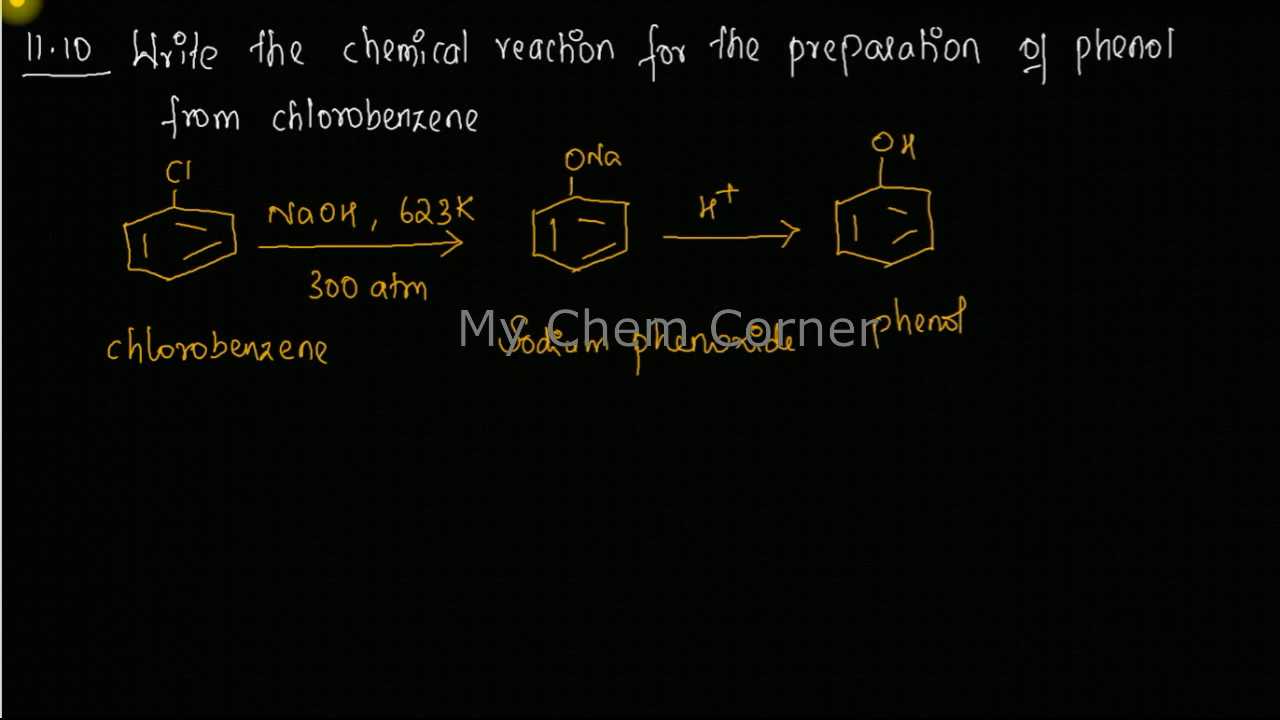 11.10 Write the chemical reaction for the preparation of phenol
from chlorobenzene
Cl
NaOH, 623K
300 atm
ONa
H+
OH
chlorobenzene
Sodium phenoxide
phenol
My Chem Corner